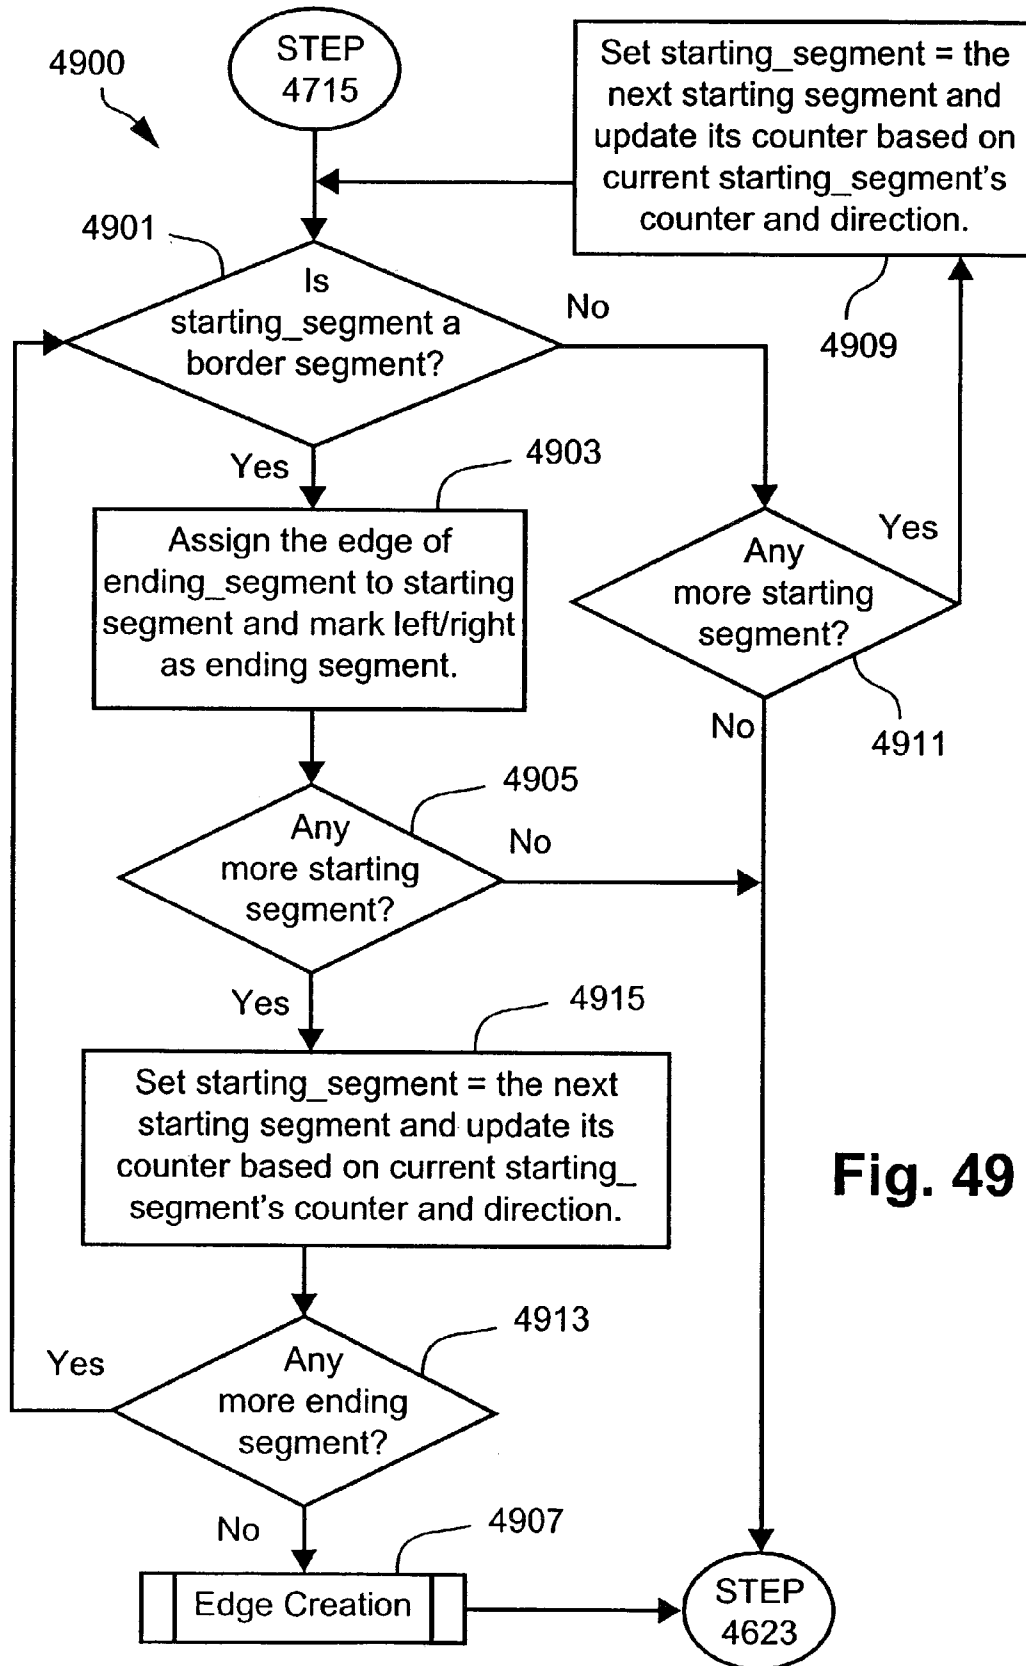 4900
STEP
4715
Set starting_segment = the
next starting segment and
update its counter based on
current starting_segment's
counter and direction.
4901
Is
starting_segment a
border segment?
No
4909
Yes
4903
Assign the edge of
ending_segment to starting
segment and mark left/right
as ending segment.
Any
more starting
segment?
Yes
No
4911
4905
Any
more starting
segment?
No
Yes
4915
Set starting_segment = the next
starting segment and update its
counter based on current starting_
segment's counter and direction.
Fig. 49
4913
Any
more ending
segment?
Yes
No
4907
Edge Creation
STEP
4623